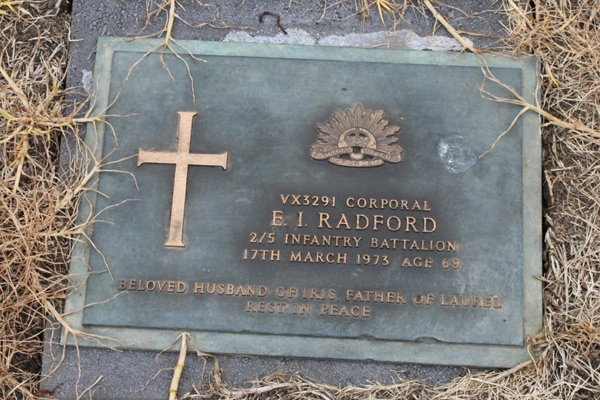 VX3291 CORPORAL
E. I. RADFORD
2/5 INFANTRY BATTALION
17TH MARCH 1973 AGE 69
BELOVED HUSBAND OF IRIS, FATHER OF LAUREL
REST IN PEACE